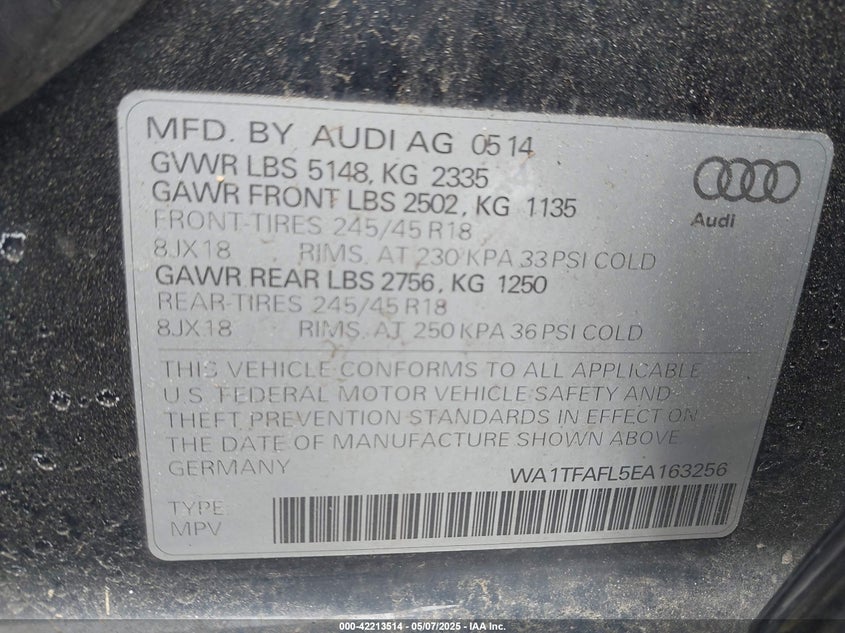 MFD. BY AUDI AG 05 14
GVWR LBS 5148, KG 2335
GAWR FRONT LBS 2502, KG 1135
FRONT-TIRES 245/45 R18
8JX18 RIMS, AT 230 KPA 33 PSI COLD
GAWR REAR LBS 2756, KG 1250
REAR-TIRES 245/45 R18
8JX18 RIMS, AT 250 KPA 36 PSI COLD
Audi
THIS VEHICLE CONFORMS TO ALL APPLICABLE
U.S. FEDERAL MOTOR VEHICLE SAFETY AND
THEFT PREVENTION STANDARDS IN EFFECT ON
THE DATE OF MANUFACTURE SHOWN ABOVE.
GERMANY WA1TFAFL5EA163256
TYPE:
MPV
000-42213514 - 05/07/2025 - IAA, Inc.